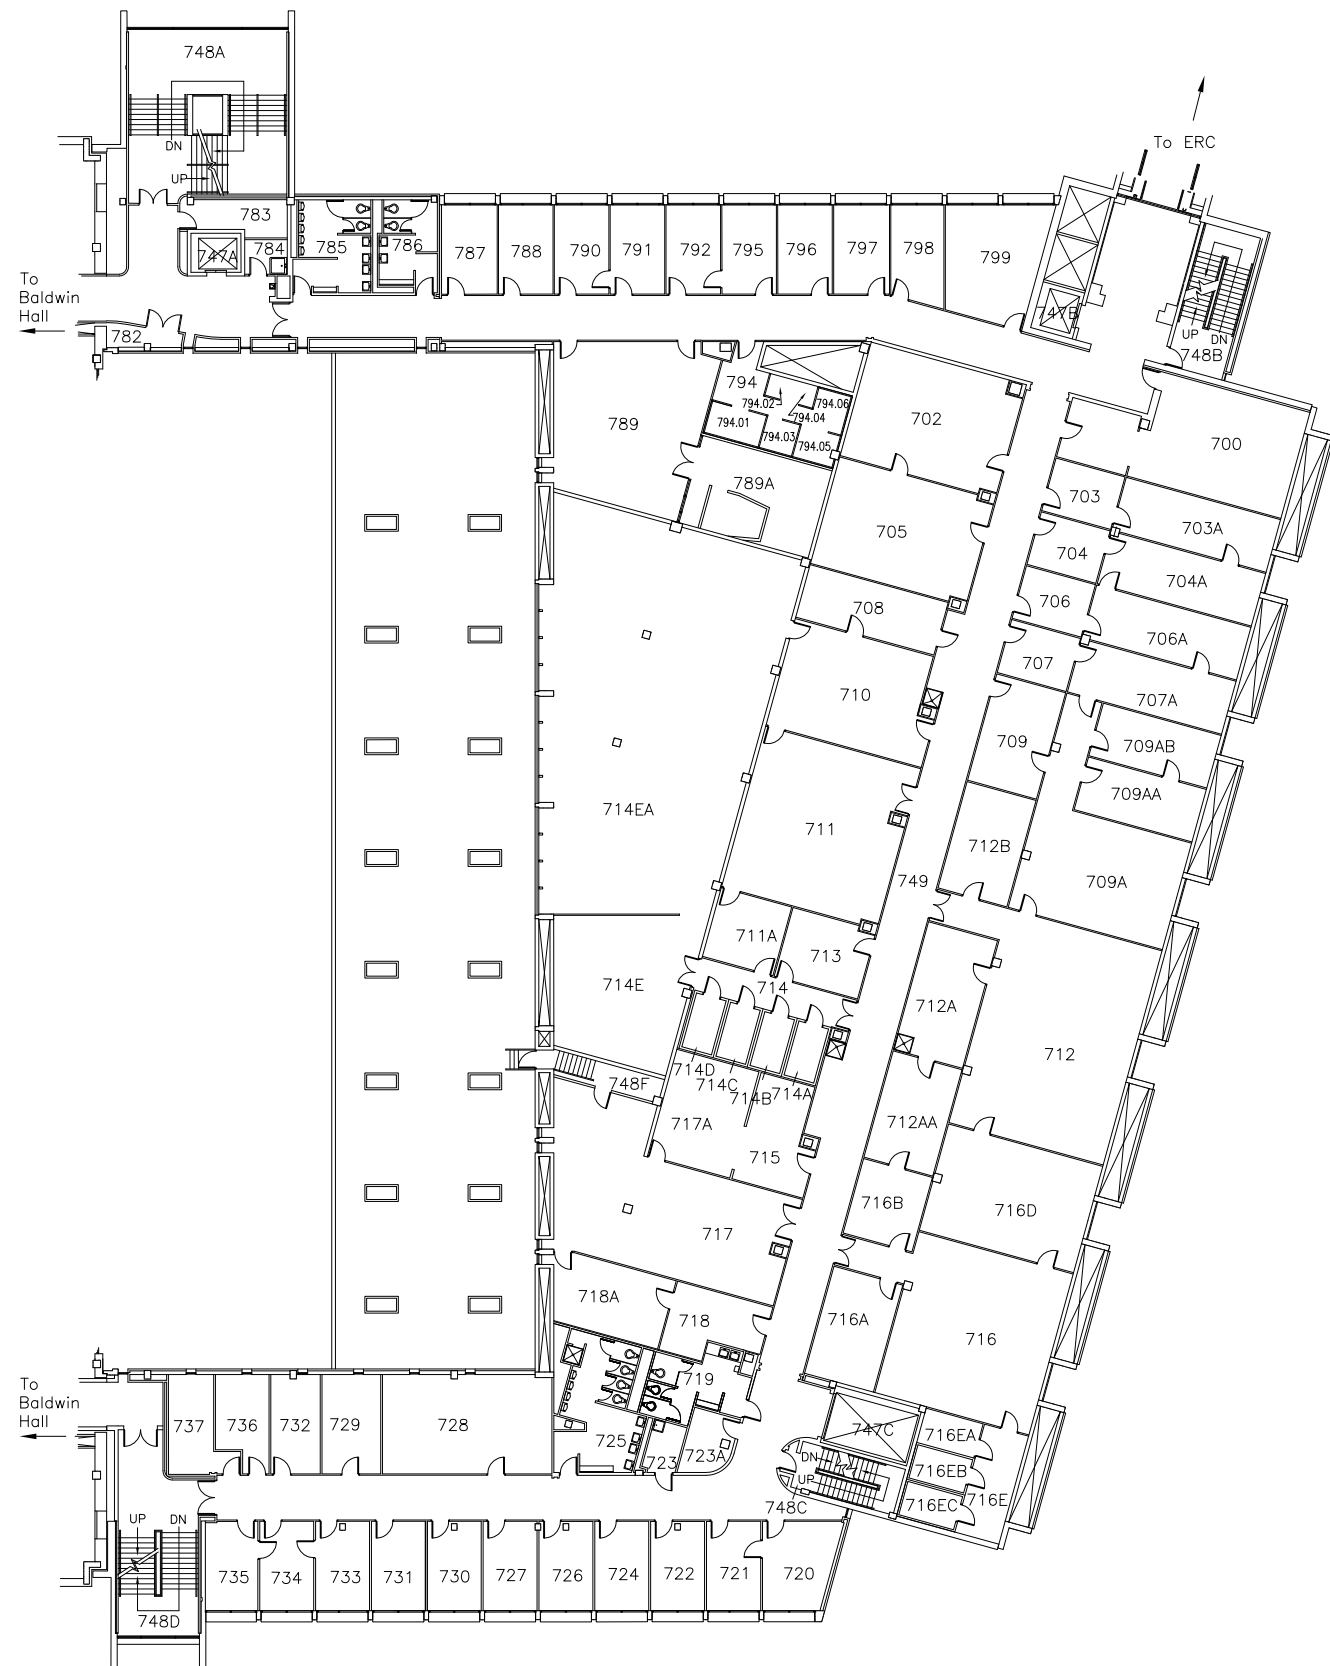 748A
DN
UP
To ERC
783
784
785
786
747A
787
788
790
791
792
795
796
797
798
799
747B
UP
DN
748B
To
Baldwin
Hall
782
789
794
794.02
794.06
794.01
794.04
794.03
794.05
789A
702
700
703
703A
705
704
704A
708
706
706A
707
707A
710
709
709AB
709AA
714EA
711
712B
749
709A
711A
713
714E
714
712A
712
714D
714C
714B
714A
748F
717A
712AA
715
716B
716D
717
718A
718
716A
716
719
To
Baldwin
Hall
737
736
732
729
728
725
723
723A
747C
716EA
DN
716EB
UP
716E
716EC
748C
UP
DN
735
734
733
731
730
727
726
724
722
721
720
748D